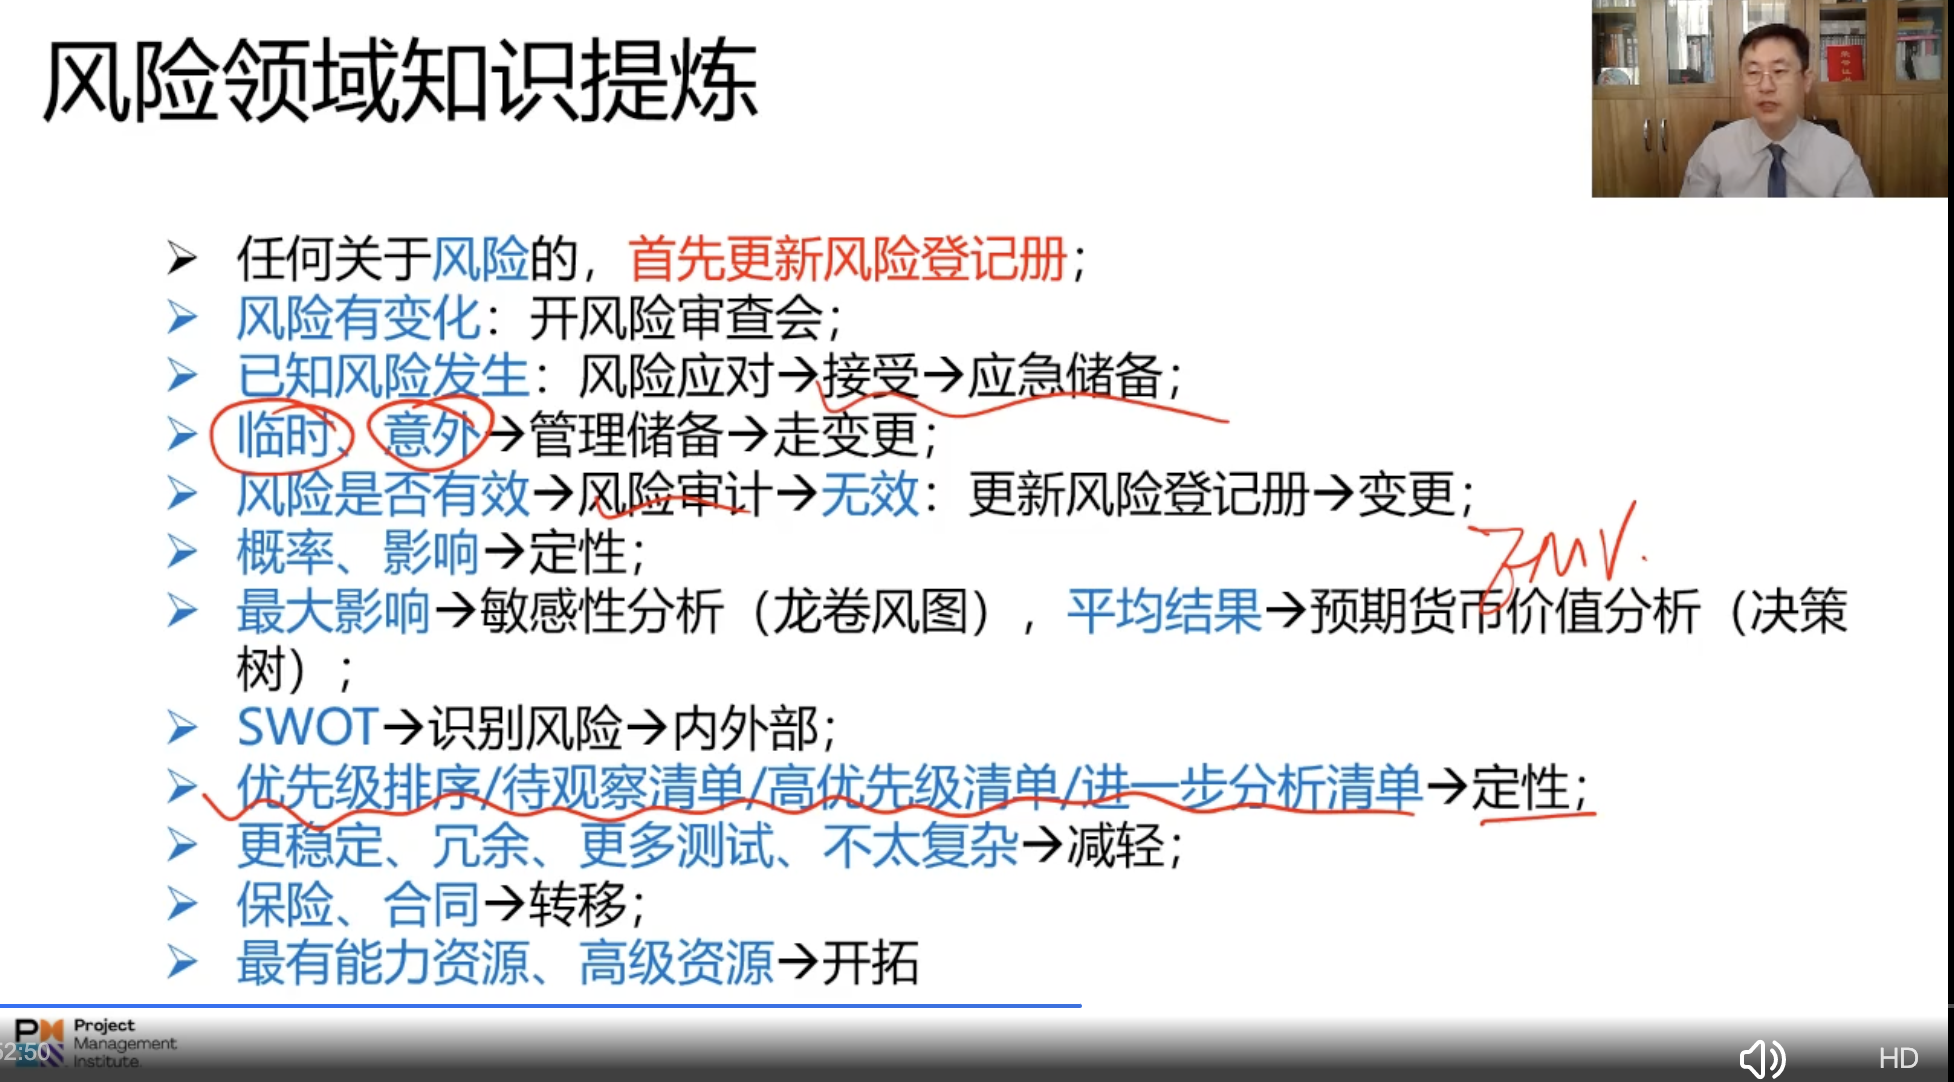 风险领域知识提炼
➢ 任何关于风险的，首先更新风险登记册；
➢ 风险有变化：开风险审查会；
➢ 已知风险发生：风险应对→接受→应急储备；
➢ 临时、意外→管理储备→走变更；
➢ 风险是否有效→风险审计→无效：更新风险登记册→变更；
EMV.
➢ 概率、影响→定性；
➢ 最大影响→敏感性分析（龙卷风图），平均结果→预期货币价值分析（决策
树）；
➢ SWOT→识别风险→内外部；
➢ 优先级排序/待观察清单/高优先级清单/进一步分析清单→定性；
➢ 更稳定、冗余、更多测试、不太复杂→减轻；
➢ 保险、合同→转移；
➢ 最有能力资源、高级资源→开拓
Project
Management
Institute.
52:50
HD